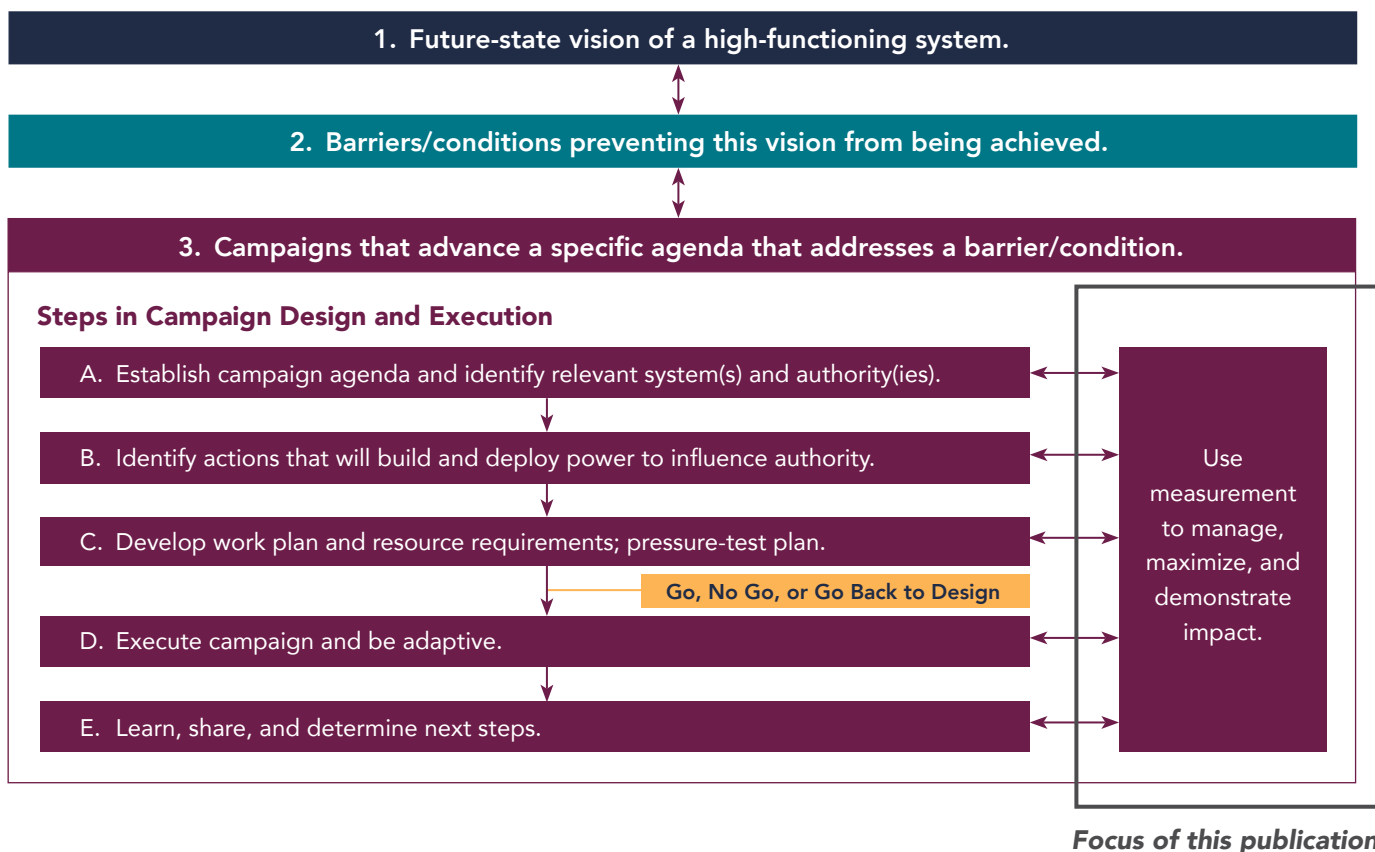 1. Future-state vision of a high-functioning system.
2. Barriers/conditions preventing this vision from being achieved.
3. Campaigns that advance a specific agenda that addresses a barrier/condition.
Steps in Campaign Design and Execution
A. Establish campaign agenda and identify relevant system(s) and authority(ies).
B. Identify actions that will build and deploy power to influence authority.
C. Develop work plan and resource requirements; pressure-test plan.
Go, No Go, or Go Back to Design
D. Execute campaign and be adaptive.
E. Learn, share, and determine next steps.
Use
measurement
to manage,
maximize, and
demonstrate
impact.
Focus of this publication